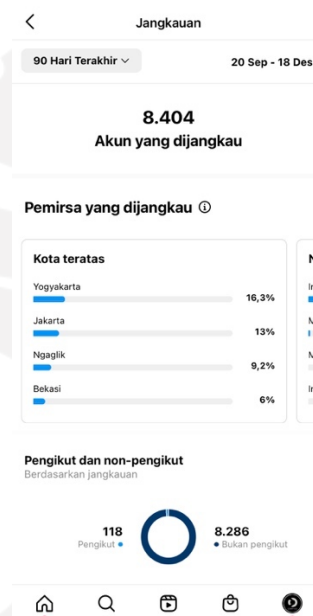 Jangkauan
90 Hari Terakhir
20 Sep - 18 Des
8.404
Akun yang dijangkau
Pemirsa yang dijangkau
Kota teratas
Yogyakarta
16,3%
Jakarta
13%
Ngaglik
9,2%
Bekasi
6%
Pengikut dan non-pengikut
Berdasarkan jangkauan
118
Pengikut
8.286
Bukan pengikut